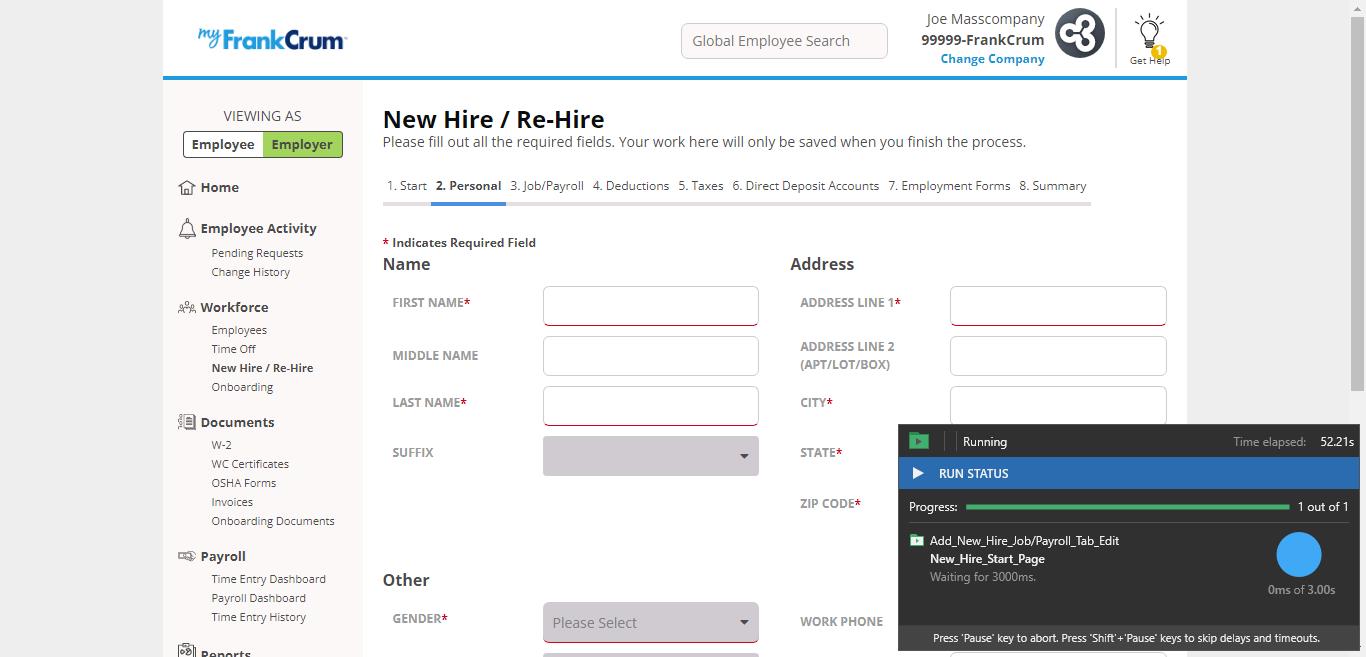 myFrankCrum
Global Employee Search
Joe Masscompany
99999-FrankCrum
Change Company
1
Get Help
VIEWING AS
Employee Employer
Home
Employee Activity
Pending Requests
Change History
Workforce
Employees
Time Off
New Hire / Re-Hire
Onboarding
Documents
W-2
WC Certificates
OSHA Forms
Invoices
Onboarding Documents
Payroll
Time Entry Dashboard
Payroll Dashboard
Time Entry History
Reports
New Hire / Re-Hire
Please fill out all the required fields. Your work here will only be saved when you finish the process.
1. Start 2. Personal 3. Job/Payroll 4. Deductions 5. Taxes 6. Direct Deposit Accounts 7. Employment Forms 8. Summary
* Indicates Required Field
Name
FIRST NAME*
MIDDLE NAME
LAST NAME*
SUFFIX
Address
ADDRESS LINE 1*
ADDRESS LINE 2
(APT/LOT/BOX)
CITY*
STATE*
ZIP CODE*
Other
GENDER* Please Select
WORK PHONE
Running Time elapsed: 52.21s
RUN STATUS
Progress: 1 out of 1
Add_New_Hire_Job/Payroll_Tab_Edit
New_Hire_Start_Page
Waiting for 3000ms.
0ms of 3.00s
Press 'Pause' key to abort. Press 'Shift'+'Pause' keys to skip delays and timeouts.